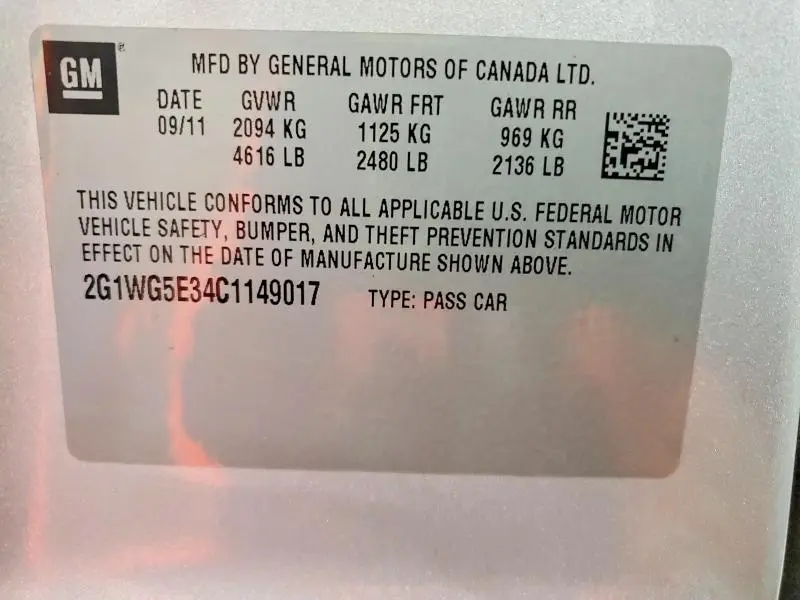 GM
MFD BY GENERAL MOTORS OF CANADA LTD.
DATE GVWR GAWR FRT GAWR RR
09/11 2094 KG 1125 KG 969 KG
4616 LB 2480 LB 2136 LB
THIS VEHICLE CONFORMS TO ALL APPLICABLE U.S. FEDERAL MOTOR
VEHICLE SAFETY, BUMPER, AND THEFT PREVENTION STANDARDS IN
EFFECT ON THE DATE OF MANUFACTURE SHOWN ABOVE.
2G1WG5E34C1149017 TYPE: PASS CAR